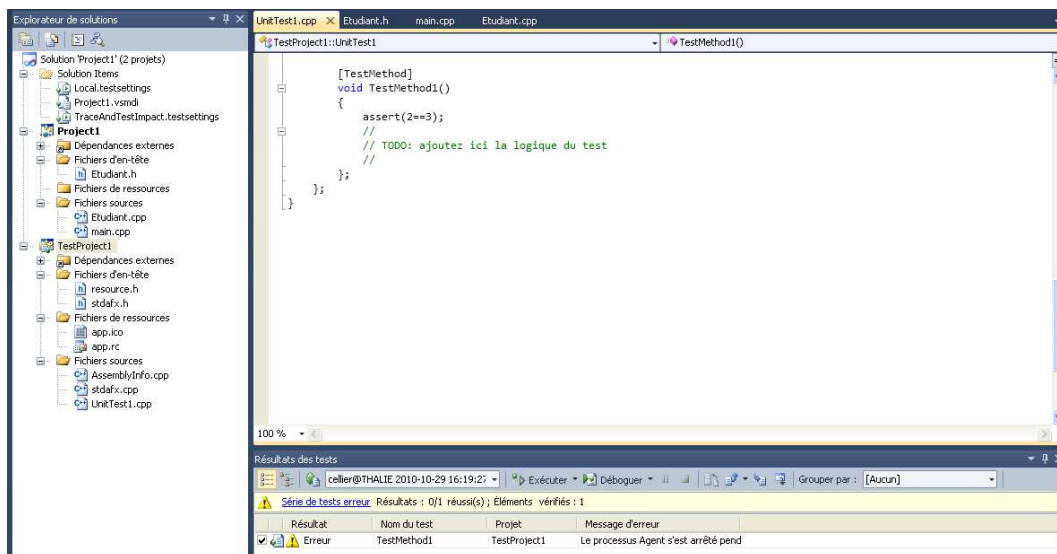 Explorateur de solutions
Solution 'Project1' (2 projets)
Solution Items
Local.testsettings
Project1.vsmdi
TraceAndTestImpact.testsettings
Project1
Dépendances externes
Fichiers d'en-tête
Etudiant.h
Fichiers de ressources
Fichiers sources
Etudiant.cpp
main.cpp
TestProject1
Dépendances externes
Fichiers d'en-tête
resource.h
stdafx.h
Fichiers de ressources
app.ico
app.rc
Fichiers sources
AssemblyInfo.cpp
stdafx.cpp
UnitTest1.cpp
UnitTest1.cpp Etudiant.h main.cpp Etudiant.cpp
TestProject1::UnitTest1 TestMethod1()
[TestMethod]
void TestMethod1()
{
assert(2==3);
//
// TODO: ajoutez ici la logique du test
//
};
};
}
100 %
Résultats des tests
cellier@THALIE 2010-10-29 16:19:27 Exécuter Déboguer Grouper par : [Aucun]
Série de tests erreur Résultats : 0/1 réussi(s) ; Éléments vérifiés : 1
Résultat Nom du test Projet Message d'erreur
Erreur TestMethod1 TestProject1 Le processus Agent s'est arrêté pend